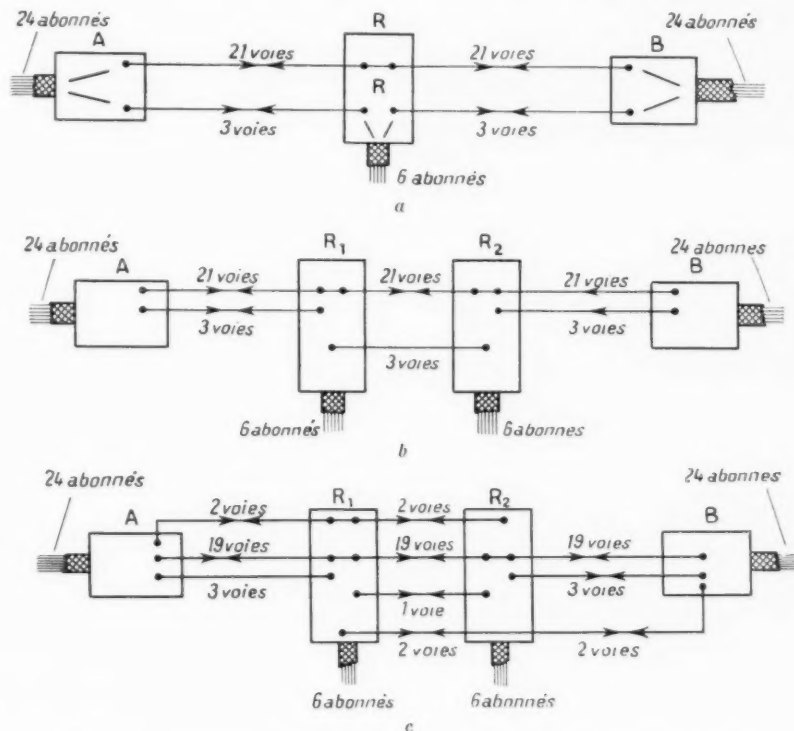 24 abonnés
A
21 voies
R
21 voies
B
24 abonnés
R
3 voies
3 voies
6 abonnés
a
24 abonnés
A
21 voies
R1
21 voies
R2
21 voies
B
24 abonnes
3 voies
3 voies
3 voies
6 abonnés
6 abonnes
b
24 abonnés
A
2 voies
R1
2 voies
R2
B
24 abonnés
19 voies
19 voies
19 voies
3 voies
3 voies
1 voie
2 voies
2 voies
6 abonnés
6 abonnés
c